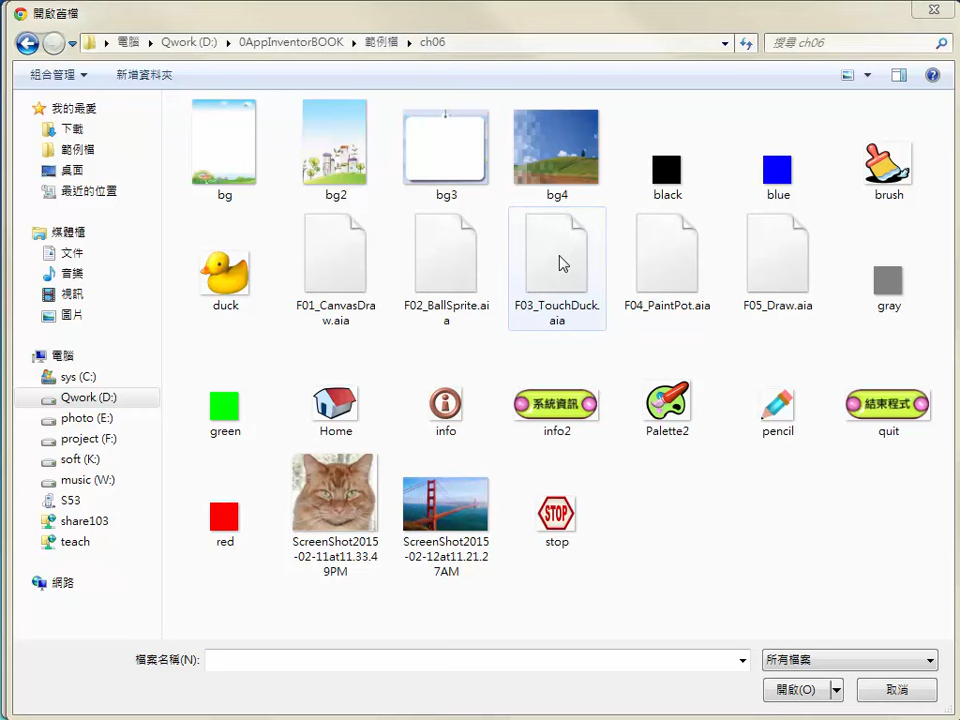 開啟舊檔
電腦 Qwork (D:) 0AppInventorBOOK 範例檔 ch06
搜尋 ch06
組合管理 新增資料夾
我的最愛
下載
範例檔
桌面
最近的位置
媒體櫃
文件
音樂
視訊
圖片
電腦
sys (C:)
Qwork (D:)
photo (E:)
project (F:)
soft (K:)
music (W:)
S53
share103
teach
網路
bg
bg2
bg3
bg4
black
blue
brush
duck
F01_CanvasDra
w.aia
F02_BallSprite.ai
a
F03_TouchDuck.
aia
F04_PaintPot.aia
F05_Draw.aia
gray
green
Home
info
系統資訊
info2
Palette2
pencil
結束程式
quit
red
ScreenShot2015
-02-11at11.33.4
9PM
ScreenShot2015
-02-12at11.21.2
7AM
STOP
stop
檔案名稱(N):
所有檔案
開啟(O)
取消